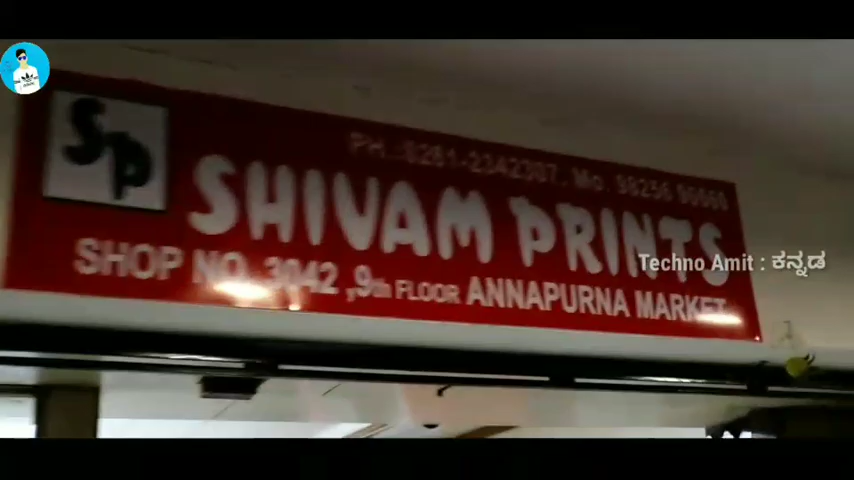 SP
PH.: 0261-2342307, Mo. 98256
SHIVAM PRINTS
SHOP NO. 3042, 9th FLOOR ANNAPURNA MARKET
Techno Amit : ಕನ್ನಡ